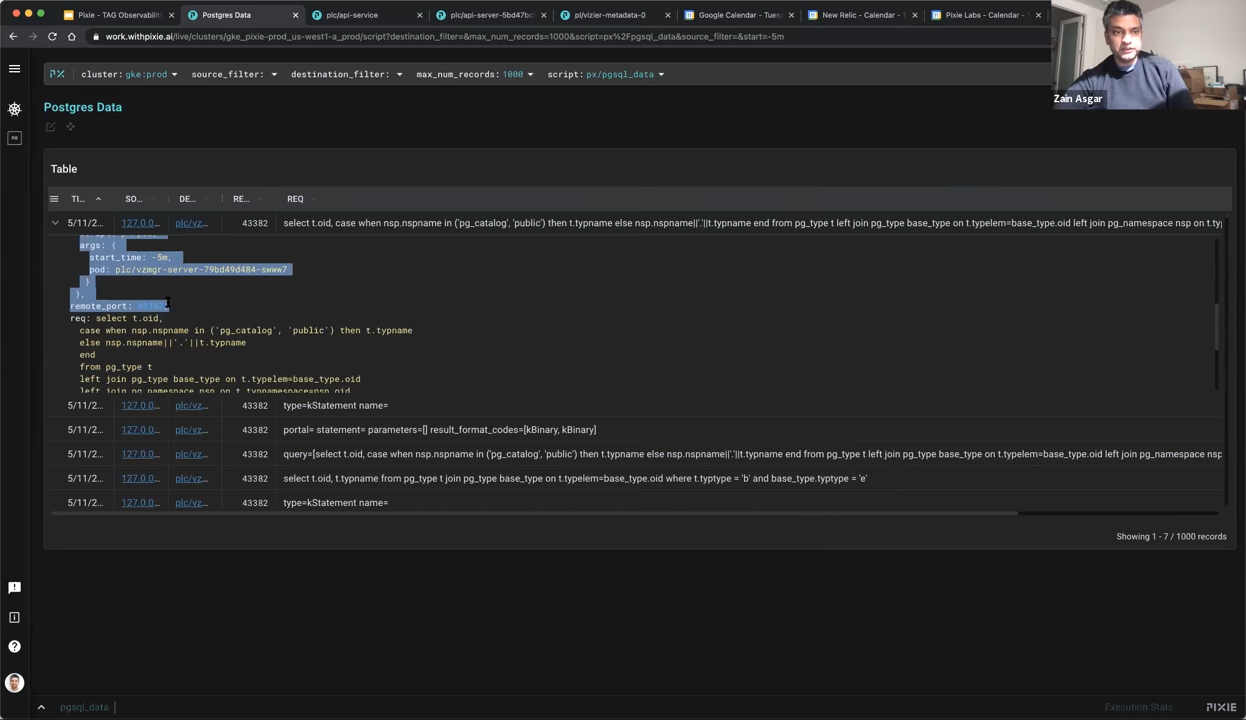 Pixie - TAG Observability
Postgres Data
plc/api-service
plc/api-server-5bd47bc
pl/vizier-metadata-0
Google Calendar - Tues
New Relic - Calendar - T
Pixie Labs - Calendar -
work.withpixie.ai/live/clusters/gke_pixie-prod_us-west1-a_prod/script?destination_filter=&max_num_records=1000&script=px%2Fpgsql_data&source_filter=&start=-5m
cluster: gke:prod source_filter: destination_filter: max_num_records: 1000 script: px/pgsql_data
Zain Asgar
Postgres Data
Table
TI... SO... DE... RE... REQ
5/11/2... 127.0.0... plc/vz... 43382 select t.oid, case when nsp.nspname in ('pg_catalog', 'public') then t.typname else nsp.nspname||'.'||t.typname end from pg_type t left join pg_type base_type on t.typelem=base_type.oid left join pg_namespace nsp on t.ty
args: {
start_time: -5m,
pod: plc/vzmgr-server-79bd49d484-swww7
}
},
remote_port: 43382,
req: select t.oid,
case when nsp.nspname in ('pg_catalog', 'public') then t.typname
else nsp.nspname||'.'||t.typname
end
from pg_type t
left join pg_type base_type on t.typelem=base_type.oid
left join pg_namespace nsp on t.typnamespace=nsp.oid
5/11/2... 127.0.0... plc/vz... 43382 type=kStatement name=
5/11/2... 127.0.0... plc/vz... 43382 portal= statement= parameters=[] result_format_codes=[kBinary, kBinary]
5/11/2... 127.0.0... plc/vz... 43382 query=[select t.oid, case when nsp.nspname in ('pg_catalog', 'public') then t.typname else nsp.nspname||'.'||t.typname end from pg_type t left join pg_type base_type on t.typelem=base_type.oid left join pg_namespace nsp
5/11/2... 127.0.0... plc/vz... 43382 select t.oid, t.typname from pg_type t join pg_type base_type on t.typelem=base_type.oid where t.typtype = 'b' and base_type.typtype = 'e'
5/11/2... 127.0.0... plc/vz... 43382 type=kStatement name=
Showing 1 - 7 / 1000 records
pgsql_data
Execution Stats
PIXIE